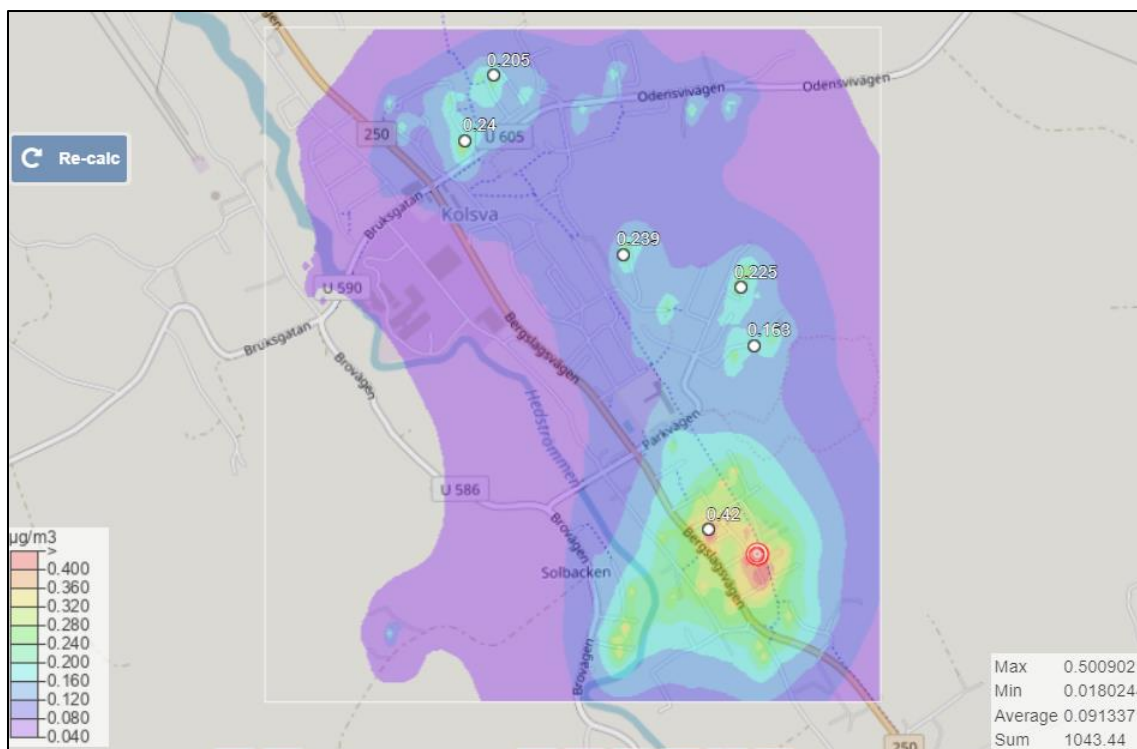 0.205
Odensvivägen
Odensvivägen
250
0.24
U 605
Re-calc
Kolsva
Bruksgatan
0.239
0.225
U 590
Bruksgatan
Bergslagsvägen
0.163
Brovägen
Hedströmmen
Parkvägen
U 586
0.42
Brovägen
Bergslagsvägen
Solbacken
µg/m3
>
0.400
0.360
0.320
0.280
0.240
0.200
0.160
0.120
0.080
0.040
Brovägen
Max 0.500902
Min 0.018024
Average 0.091337
Sum 1043.44
250